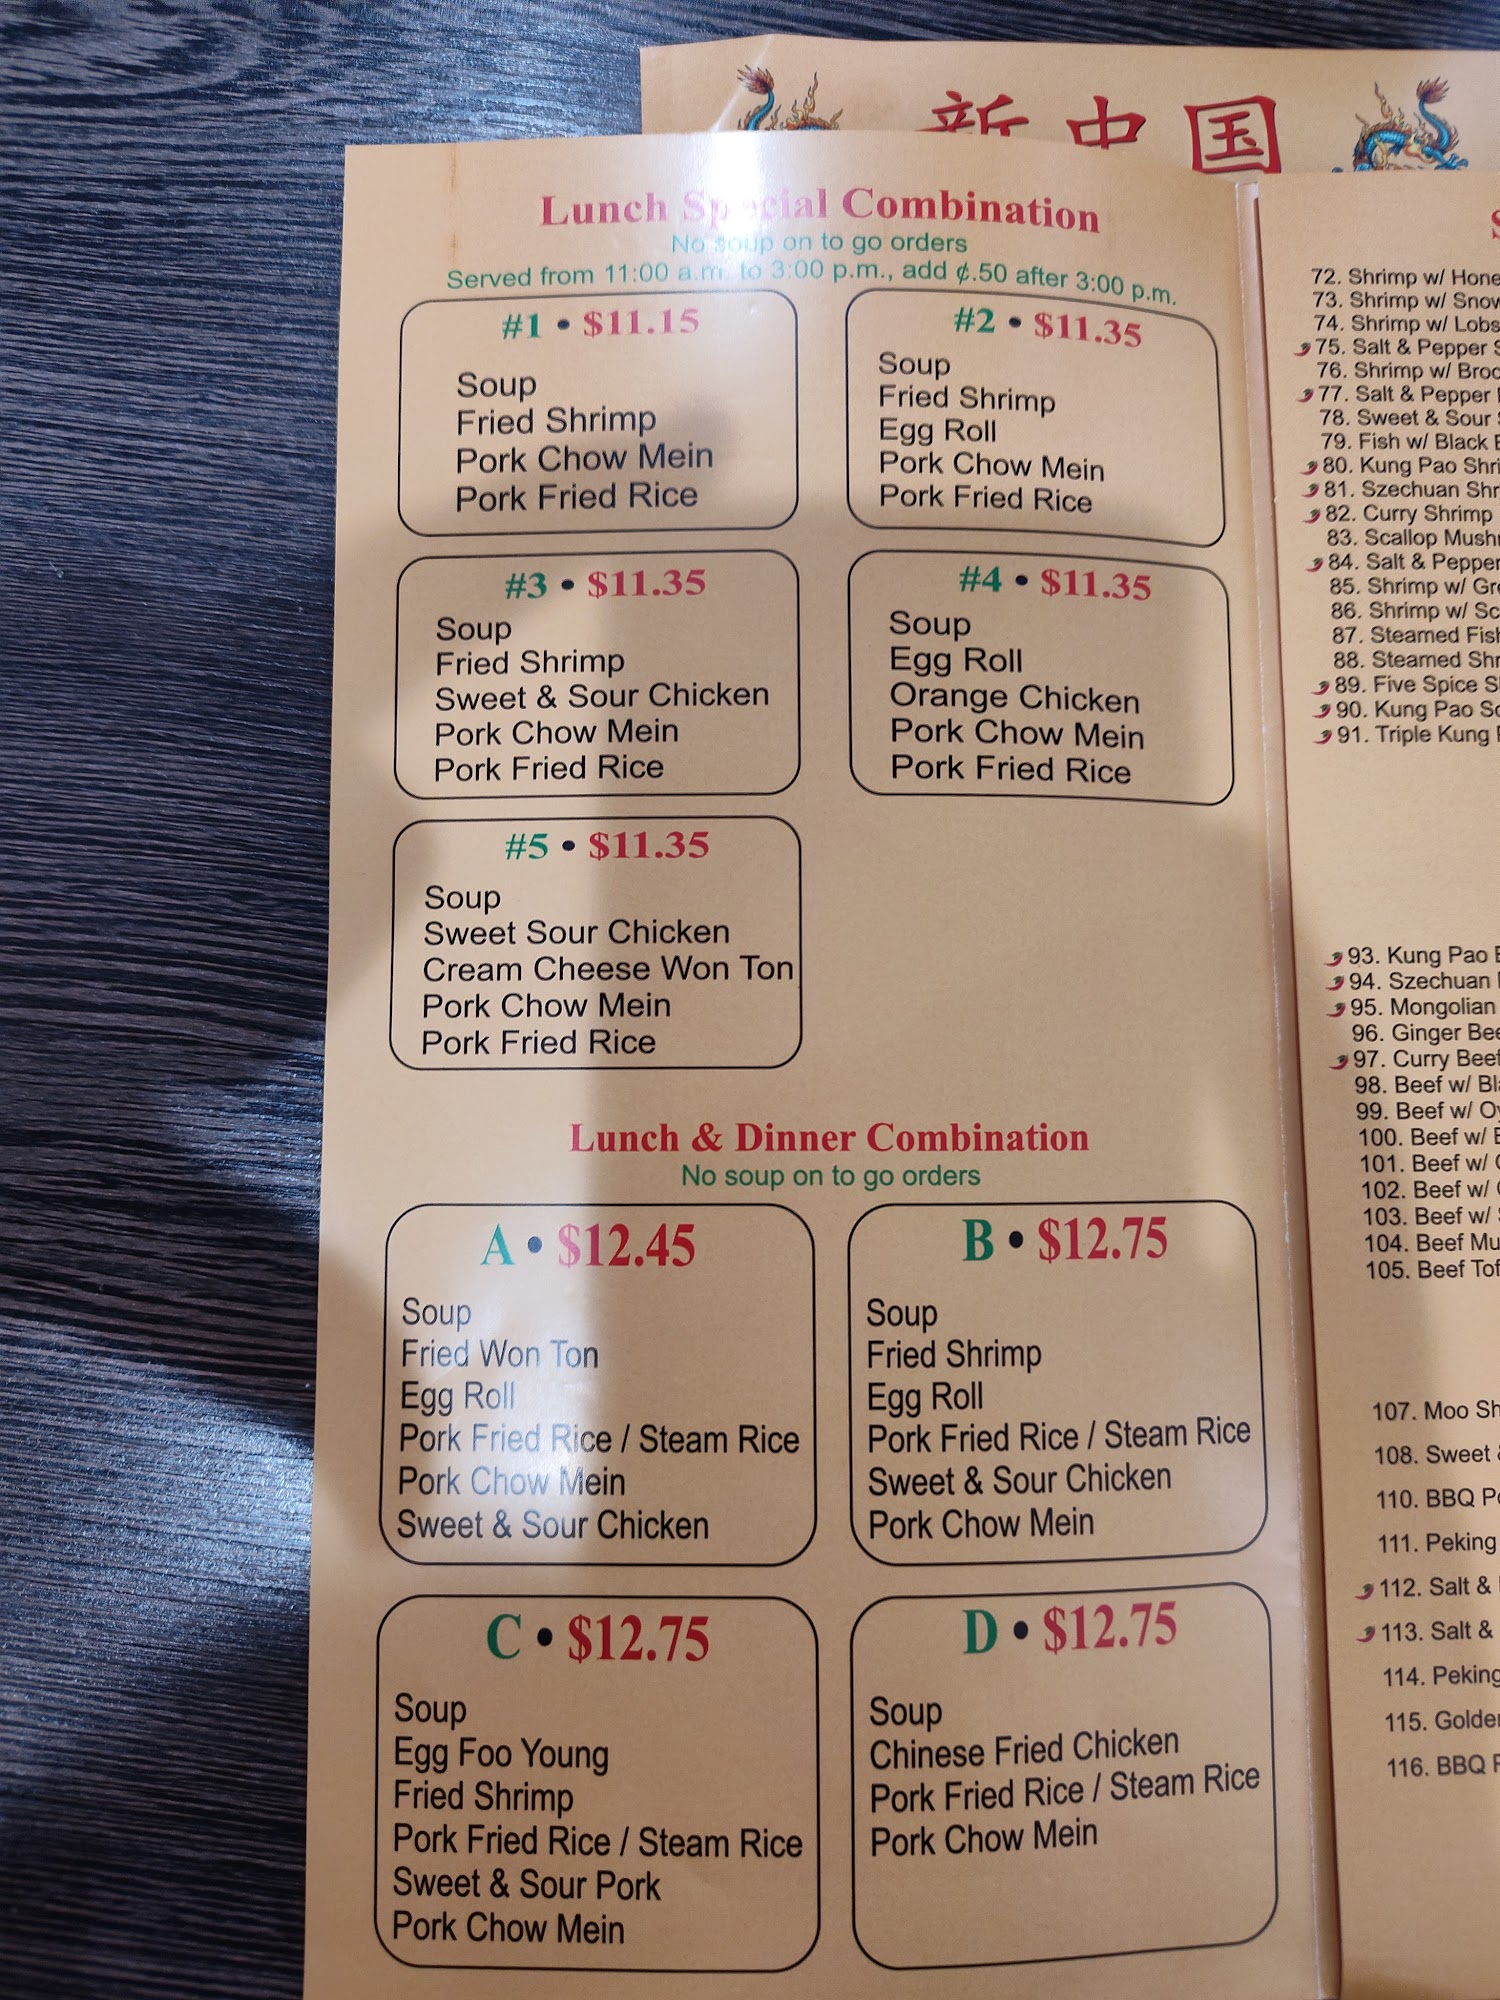 新中国
Lunch Special Combination
No soup on to go orders
Served from 11:00 a.m. to 3:00 p.m., add ¢.50 after 3:00 p.m.
#1 • $11.15
Soup
Fried Shrimp
Pork Chow Mein
Pork Fried Rice
#2 • $11.35
Soup
Fried Shrimp
Egg Roll
Pork Chow Mein
Pork Fried Rice
#3 • $11.35
Soup
Fried Shrimp
Sweet & Sour Chicken
Pork Chow Mein
Pork Fried Rice
#4 • $11.35
Soup
Egg Roll
Orange Chicken
Pork Chow Mein
Pork Fried Rice
#5 • $11.35
Soup
Sweet Sour Chicken
Cream Cheese Won Ton
Pork Chow Mein
Pork Fried Rice
Lunch & Dinner Combination
No soup on to go orders
A • $12.45
Soup
Fried Won Ton
Egg Roll
Pork Fried Rice / Steam Rice
Pork Chow Mein
Sweet & Sour Chicken
B • $12.75
Soup
Fried Shrimp
Egg Roll
Pork Fried Rice / Steam Rice
Sweet & Sour Chicken
Pork Chow Mein
C • $12.75
Soup
Egg Foo Young
Fried Shrimp
Pork Fried Rice / Steam Rice
Sweet & Sour Pork
Pork Chow Mein
D • $12.75
Soup
Chinese Fried Chicken
Pork Fried Rice / Steam Rice
Pork Chow Mein
72. Shrimp w/
73. Shrimp w/
74. Shrimp w/
75. Salt & Pepper
76. Shrimp w/
77. Salt & Pepper
78. Sweet & Sour
79. Fish w/ Black
80. Kung Pao
81. Szechuan
82. Curry Shrimp
83. Scallop
84. Salt & Pepper
85. Shrimp w/
86. Shrimp w/
87. Steamed
88. Steamed
89. Five Spice
90. Kung Pao
91. Triple Kung
93. Kung Pao
94. Szechuan
95. Mongolian
96. Ginger
97. Curry Beef
98. Beef w/
99. Beef w/
100. Beef w/
101. Beef w/
102. Beef w/
103. Beef w/
104. Beef
105. Beef
107. Moo
108. Sweet
110. BBQ
111. Peking
112. Salt &
113. Salt &
114. Peking
115.
116. BBQ